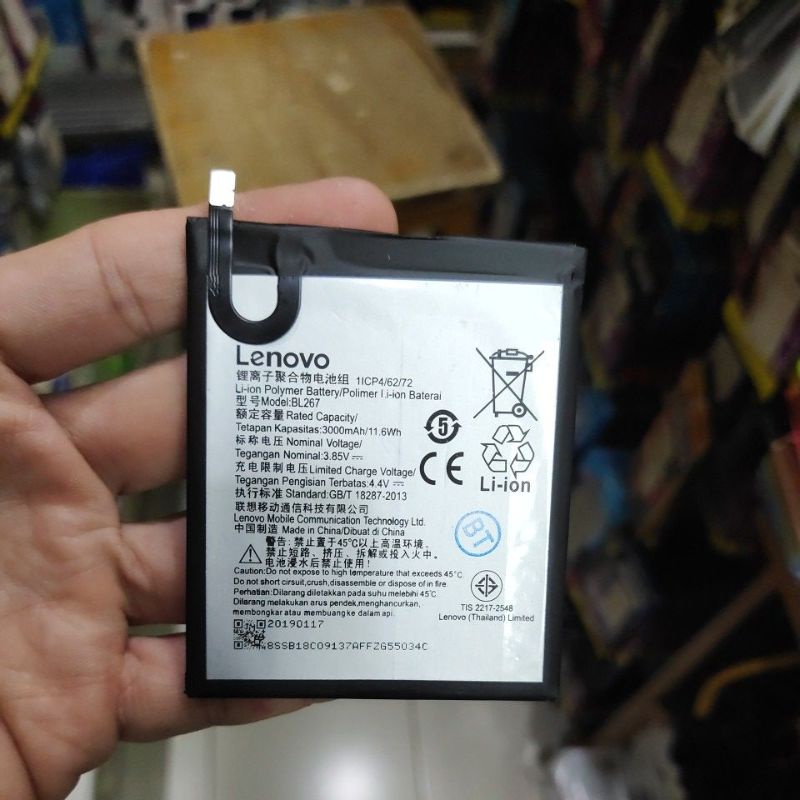 Lenovo
锂离子聚合物电池组 1ICP4/62/72
Li-ion Polymer Battery/Polimer Li-ion Baterai
型号Model:BL267
额定容量 Rated Capacity/
Tetapan Kapasitas:3000mAh/11.6Wh
标称电压 Nominal Voltage/
Tegangan Nominal:3.85V
充电限制电压Limited Charge Voltage/
Tegangan Pengisian Terbatas:4.4V
执行标准 Standard:GB/T 18287-2013
联想移动通信科技有限公司
Lenovo Mobile Communication Technology Ltd.
中国制造 Made in China/Dibuat di China
警告: 禁止置于45℃以上高温环境、
禁止短路、挤压、拆解或投入火中。
电池浸水后禁止使用!
Caution:Do not expose to high temperature that exceeds 45°C
Do not short circuit,crush,disassemble or dispose of in fire.
Perhatian: Dilarang diletakkan pada suhu melebihi 45°C
Dilarang melakukan arus pendek,menghancurkan,
membongkar atau membuangke dalam api.
20190117
8SSB18C09137AFFZG55034C
5
CE
Li-ion
BT
TIS 2217-2548
Lenovo (Thailand) Limited